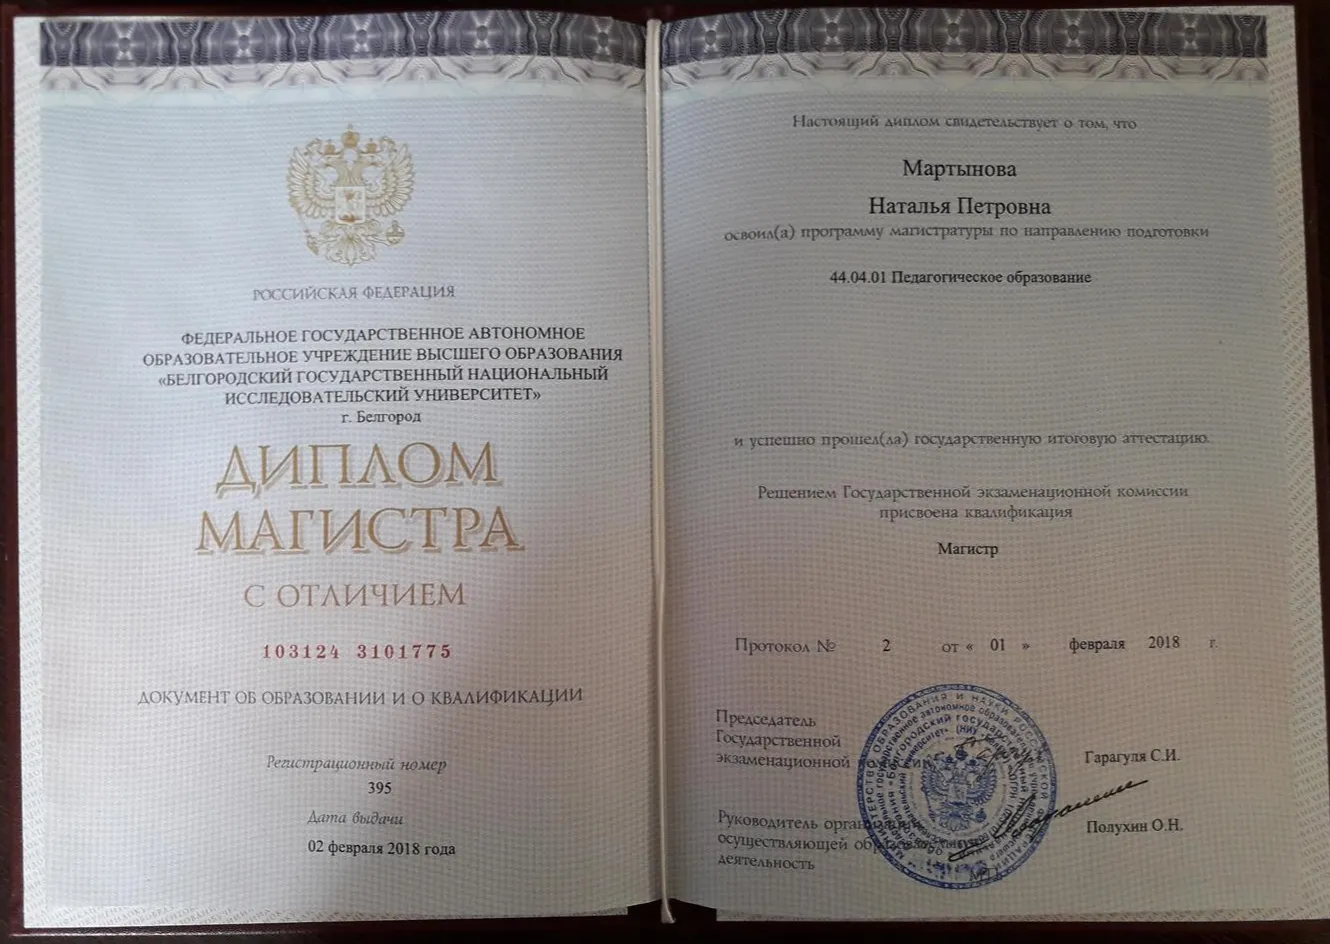 РОССИЙСКАЯ ФЕДЕРАЦИЯ
ФЕДЕРАЛЬНОЕ ГОСУДАРСТВЕННОЕ АВТОНОМНОЕ
ОБРАЗОВАТЕЛЬНОЕ УЧРЕЖДЕНИЕ ВЫСШЕГО ОБРАЗОВАНИЯ
«БЕЛГОРОДСКИЙ ГОСУДАРСТВЕННЫЙ НАЦИОНАЛЬНЫЙ
ИССЛЕДОВАТЕЛЬСКИЙ УНИВЕРСИТЕТ»
г. Белгород
ДИПЛОМ
МАГИСТРА
С ОТЛИЧИЕМ
103124 3101775
ДОКУМЕНТ ОБ ОБРАЗОВАНИИ И О КВАЛИФИКАЦИИ
Регистрационный номер
395
Дата выдачи
02 февраля 2018 года
Настоящий диплом свидетельствует о том, что
Мартынова
Наталья Петровна
освоил(а) программу магистратуры по направлению подготовки
44.04.01 Педагогическое образование
и успешно прошел(ла) государственную итоговую аттестацию.
Решением Государственной экзаменационной комиссии
присвоена квалификация
Магистр
Протокол № 2 от « 01 » февраля 2018 г.
Председатель
Государственной
экзаменационной
Гарагуля С.И.
Руководитель
осуществляющей
деятельность
Полухин О.Н.
М.П.